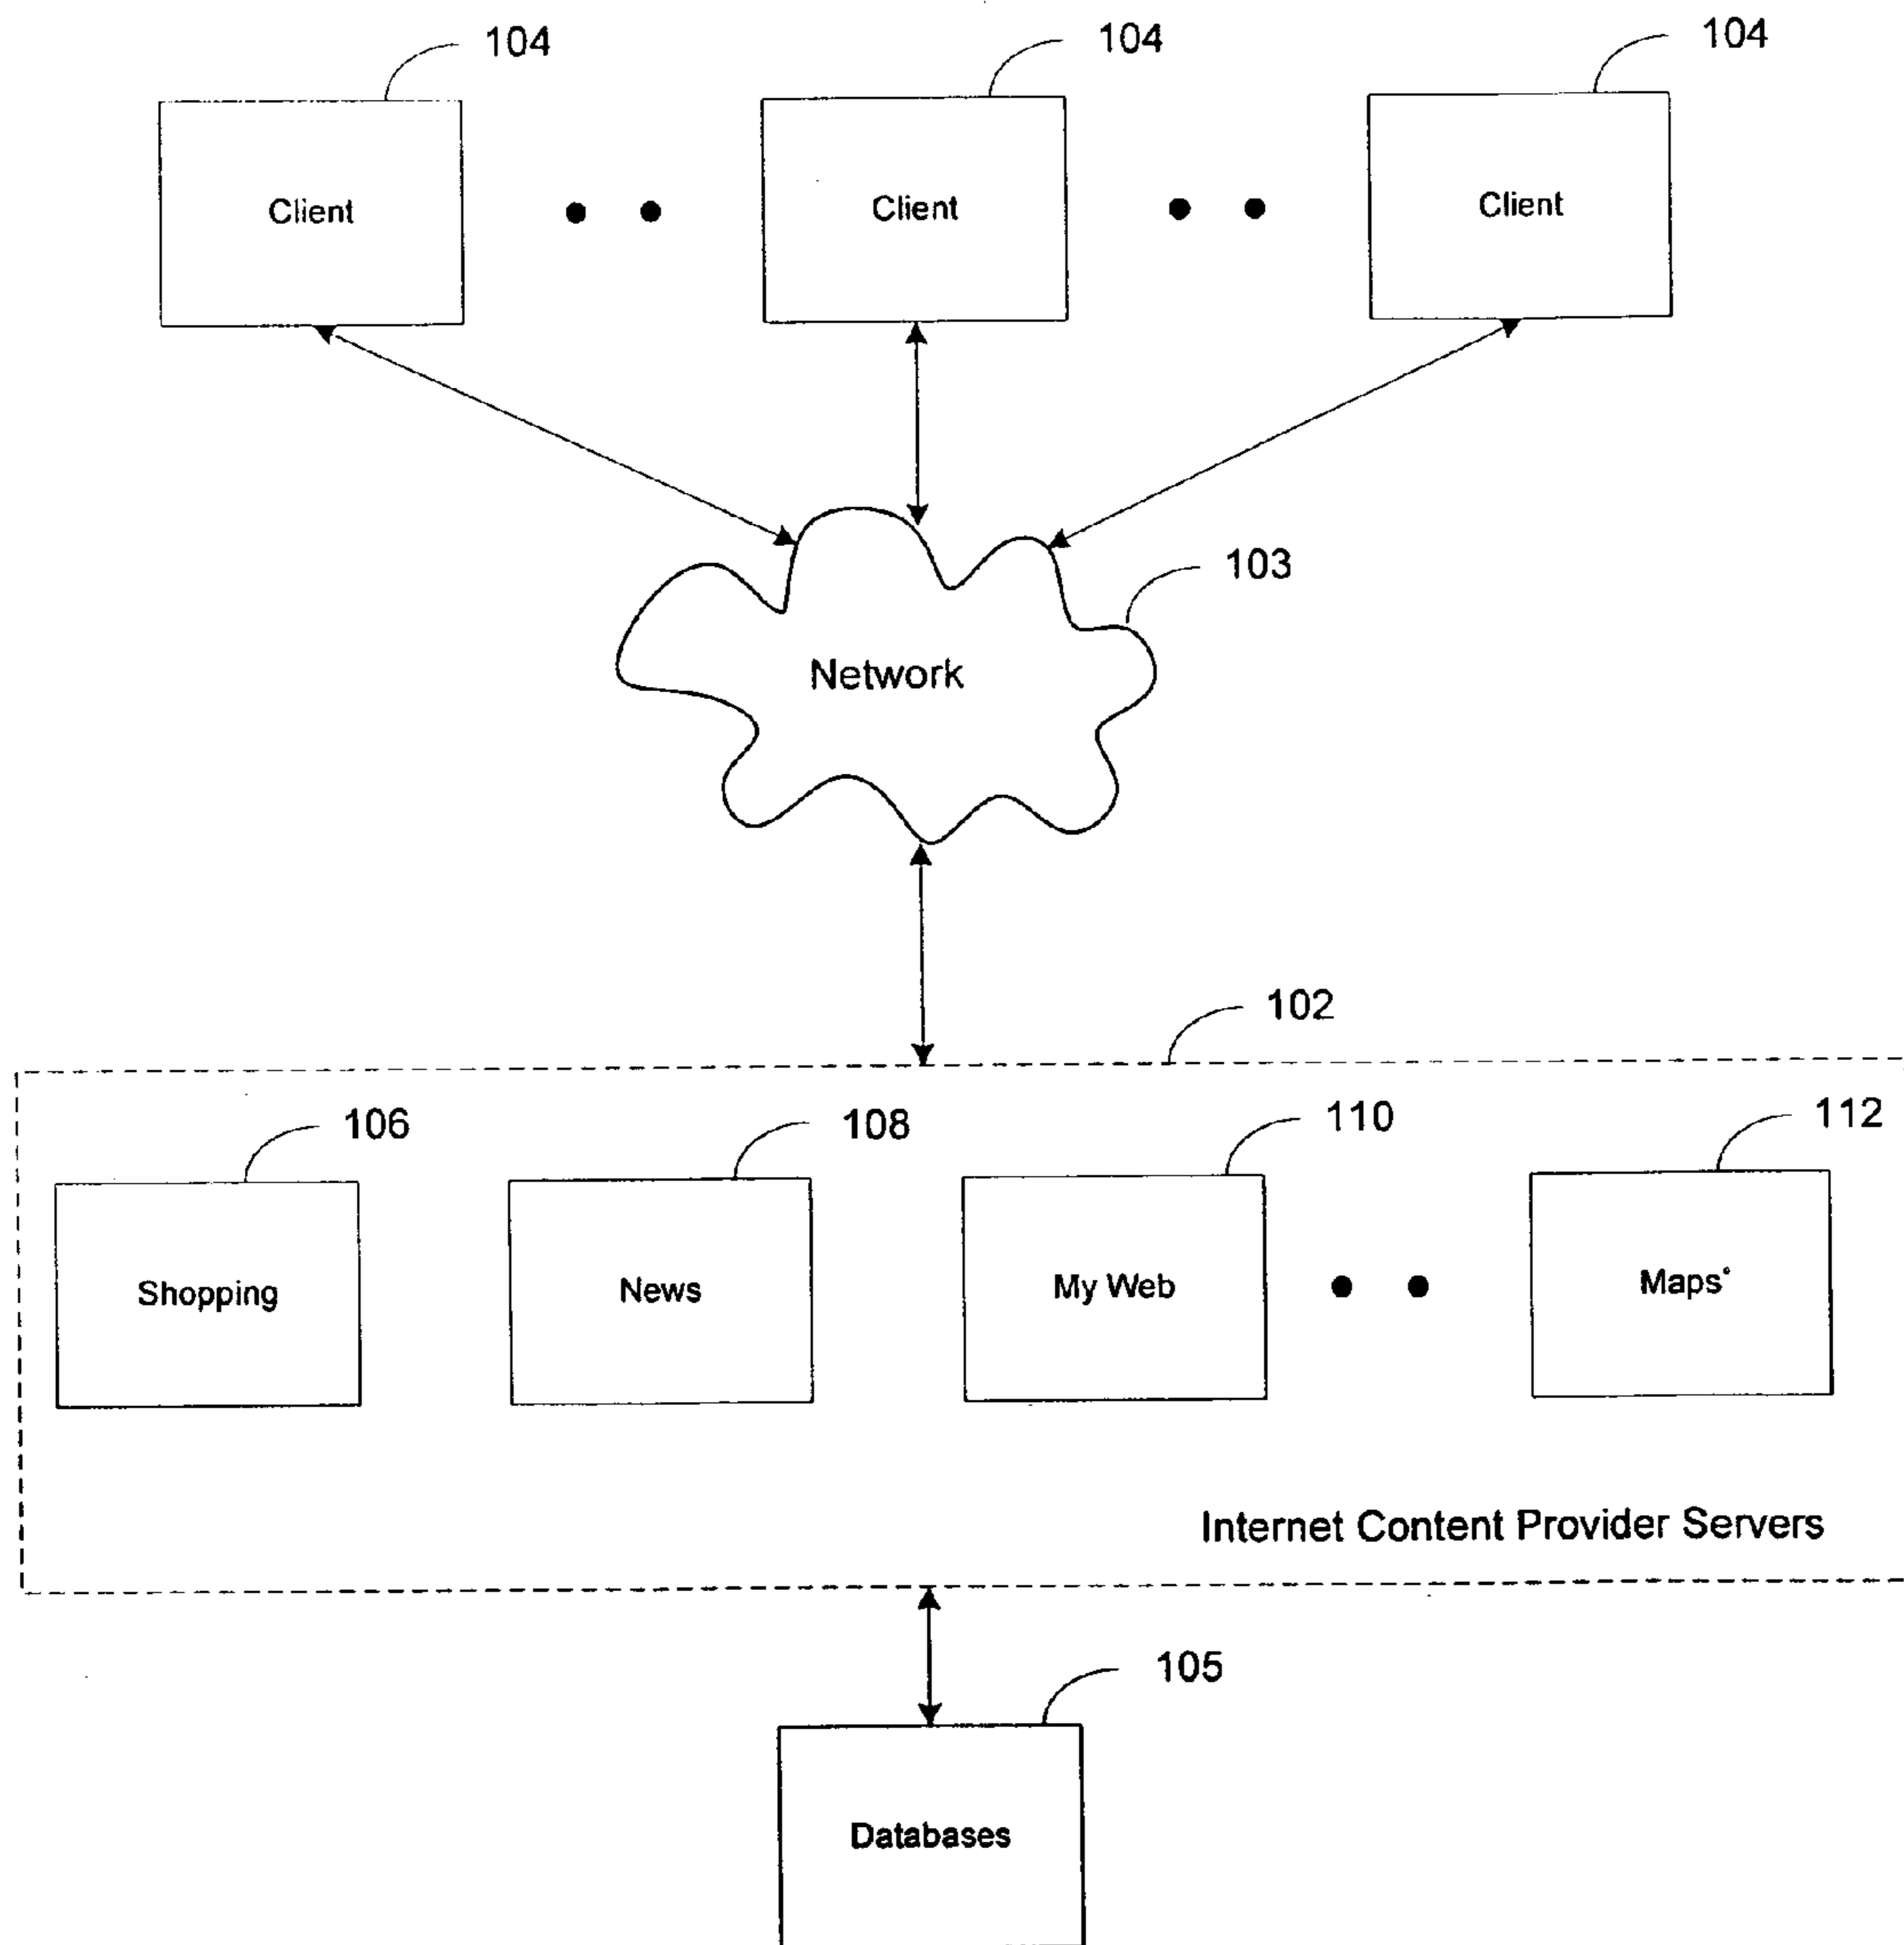 104 104 104
Client Client Client
103
Network
102
106 108 110 112
Shopping News My Web Maps
Internet Content Provider Servers
105
Databases